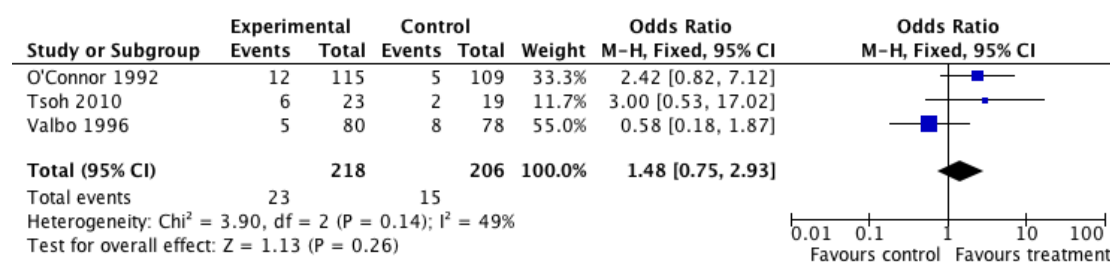 Experimental Control Odds Ratio Odds Ratio
Study or Subgroup Events Total Events Total Weight M-H, Fixed, 95% CI M-H, Fixed, 95% CI
O'Connor 1992 12 115 5 109 33.3% 2.42 [0.82, 7.12]
Tsoh 2010 6 23 2 19 11.7% 3.00 [0.53, 17.02]
Valbo 1996 5 80 8 78 55.0% 0.58 [0.18, 1.87]
Total (95% CI) 218 206 100.0% 1.48 [0.75, 2.93]
Total events 23 15
Heterogeneity: Chi² = 3.90, df = 2 (P = 0.14); I² = 49%
Test for overall effect: Z = 1.13 (P = 0.26)
0.01 0.1 1 10 100
Favours control Favours treatment